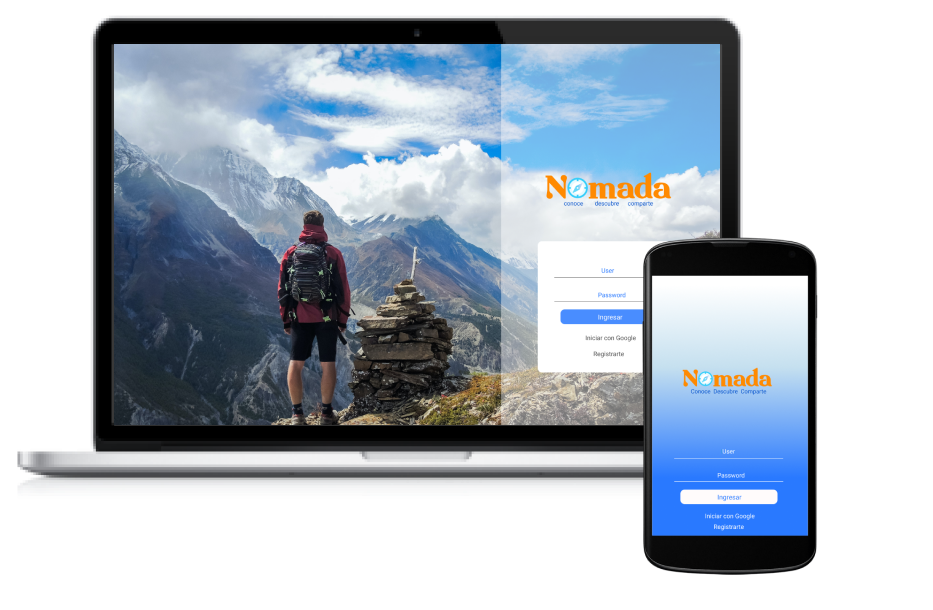 Nomada
conoce descubre comparte
User
Password
Ingresar
Iniciar con Google
Registrarte
Nomada
Conoce Descubre Comparte
User
Password
Ingresar
Iniciar con Google
Registrarte